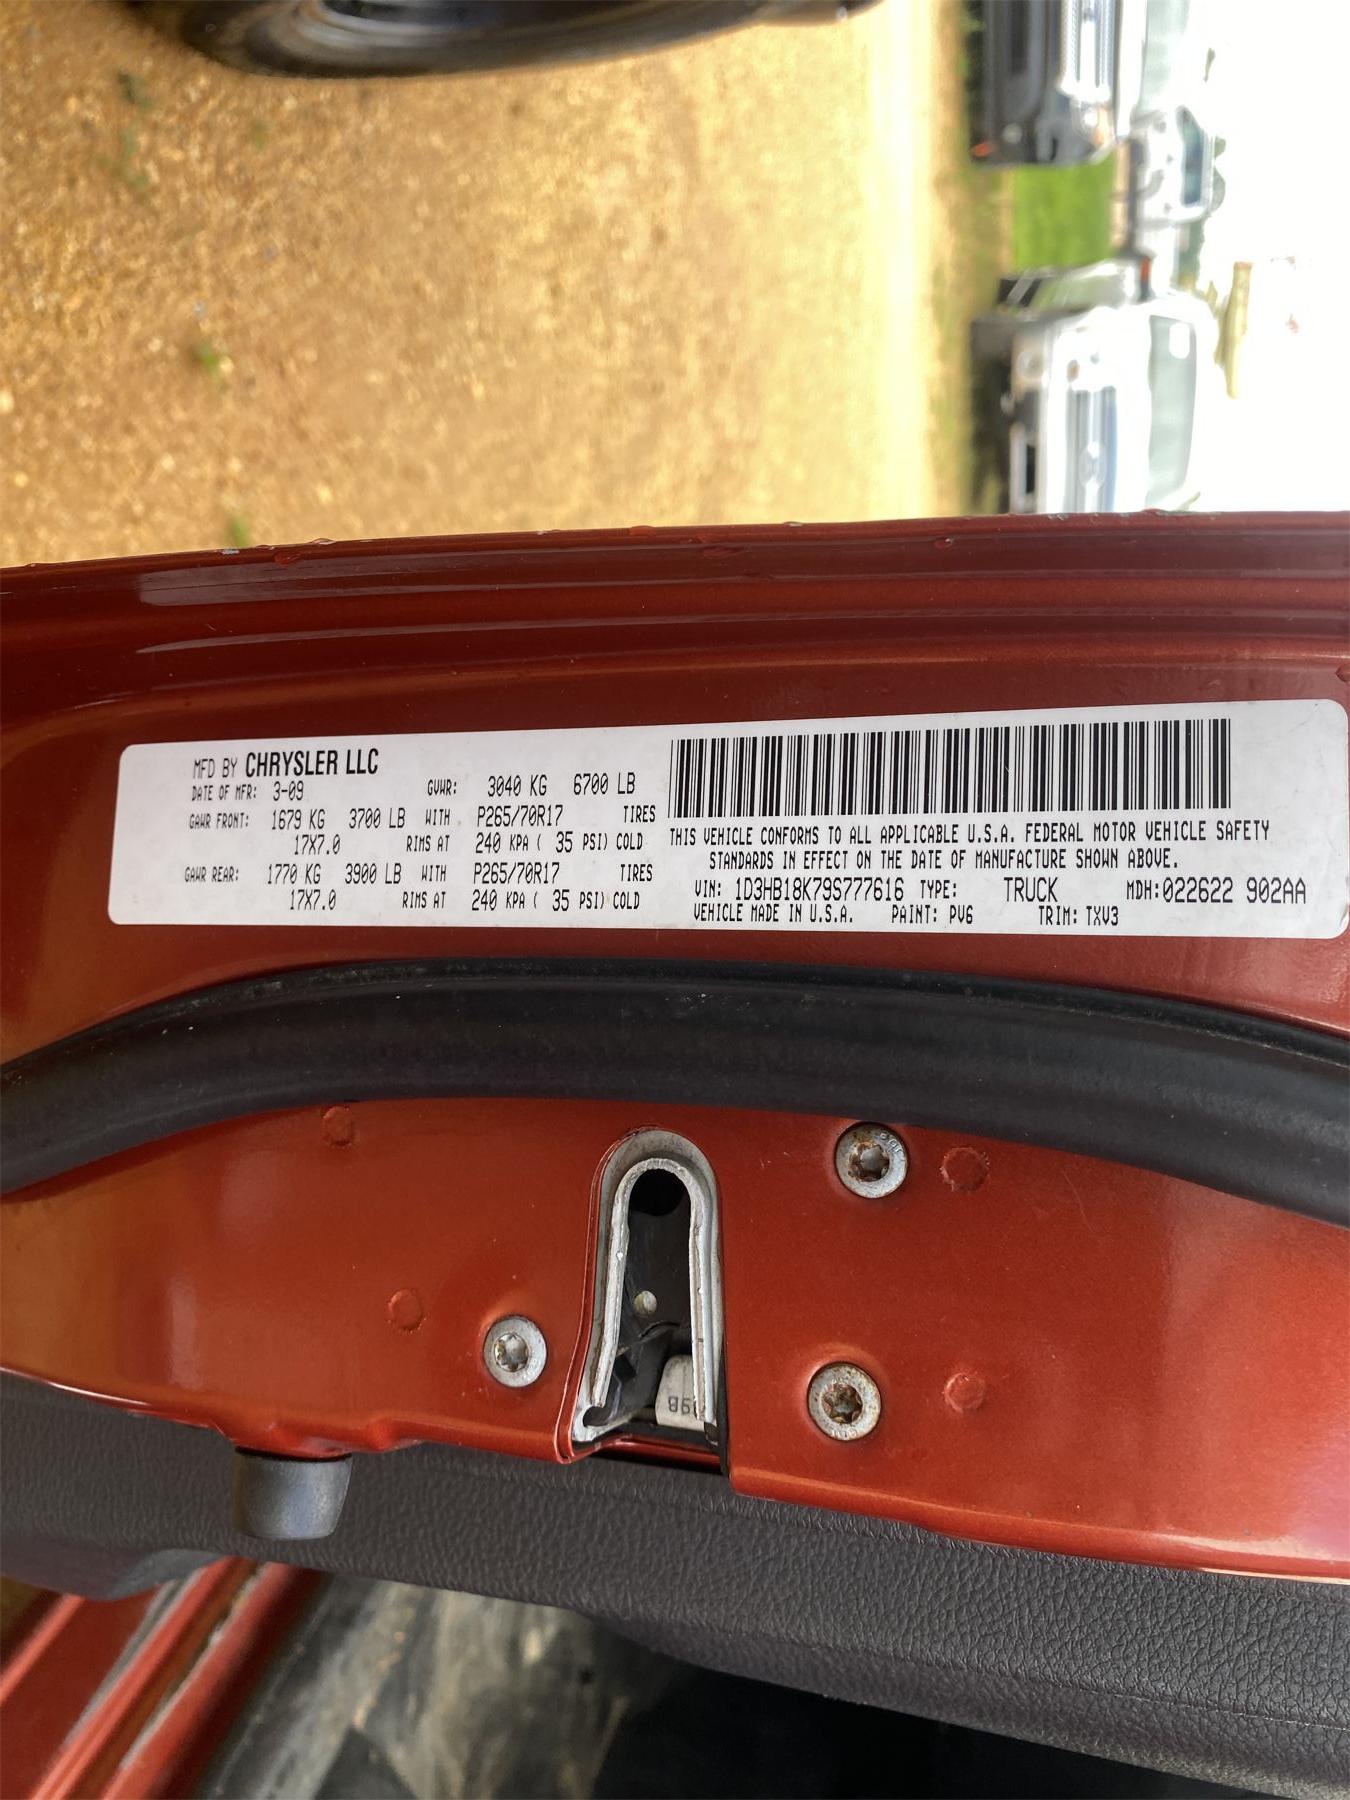 MFD BY CHRYSLER LLC
DATE OF MFR: 3-09 GVWR: 3040 KG 6700 LB
GAWR FRONT: 1679 KG 3700 LB WITH P265/70R17 TIRES
17X7.0 RIMS AT 240 KPA ( 35 PSI) COLD
GAWR REAR: 1770 KG 3900 LB WITH P265/70R17 TIRES
17X7.0 RIMS AT 240 KPA ( 35 PSI) COLD
THIS VEHICLE CONFORMS TO ALL APPLICABLE U.S.A. FEDERAL MOTOR VEHICLE SAFETY
STANDARDS IN EFFECT ON THE DATE OF MANUFACTURE SHOWN ABOVE.
VIN: 1D3HB18K79S777616 TYPE: TRUCK MDH:022622 902AA
VEHICLE MADE IN U.S.A. PAINT: PV6 TRIM: TXV3